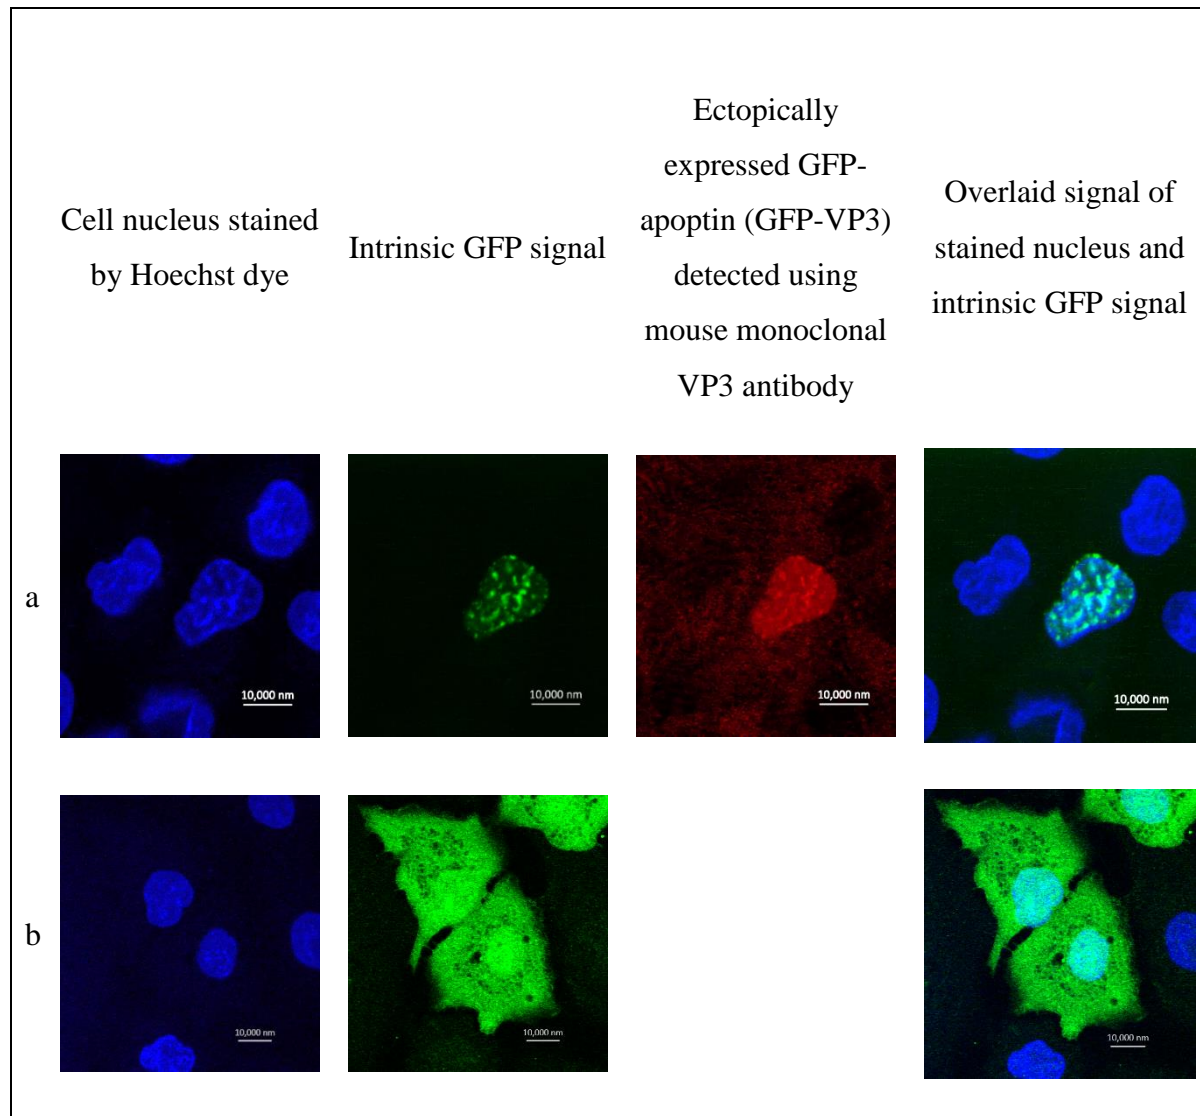 Cell nucleus stained
by Hoechst dye
Intrinsic GFP signal
Ectopically
expressed GFP-
apoptin (GFP-VP3)
detected using
mouse monoclonal
VP3 antibody
Overlaid signal of
stained nucleus and
intrinsic GFP signal
a
10,000 nm
10,000 nm
10,000 nm
10,000 nm
b
10,000 nm
10,000 nm
10,000 nm